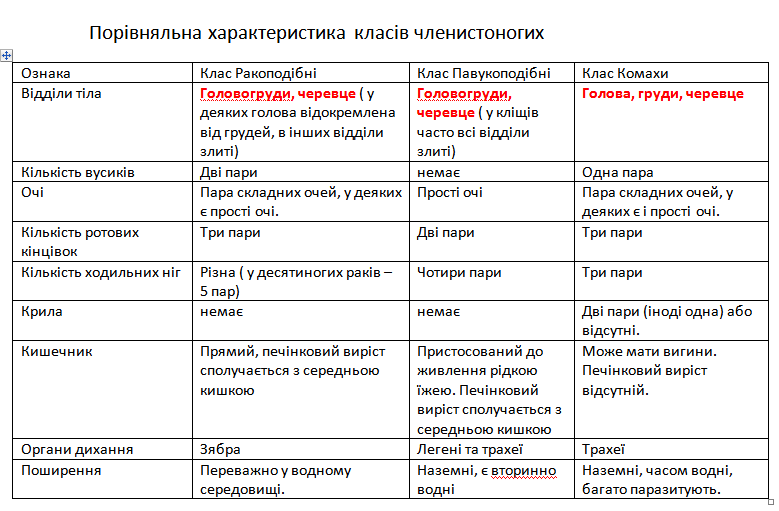 Порівняльна характеристика класів членистоногих
Ознака
Клас Ракоподібні
Клас Павукоподібні
Клас Комахи
Відділи тіла
Головогруди, черевце ( у
деяких голова відокремлена
від грудей, в інших відділи
злиті)
Головогруди,
черевце ( у кліщів
часто всі відділи
злиті)
Голова, груди, черевце
Кількість вусиків
Дві пари
немає
Одна пара
Очі
Пара складних очей, у деяких
є прості очі.
Прості очі
Пара складних очей, у
деяких є і прості очі.
Кількість ротових
кінцівок
Три пари
Дві пари
Три пари
Кількість ходильних ніг
Різна ( у десятиногих раків –
5 пар)
Чотири пари
Три пари
Крила
немає
немає
Дві пари (іноді одна) або
відсутні.
Кишечник
Прямий, печінковий виріст
сполучається з середньою
кишкою
Пристосований до
живлення рідкою
їжею. Печінковий
виріст сполучається з
середньою кишкою
Може мати вигини.
Печінковий виріст
відсутній.
Органи дихання
Зябра
Легені та трахеї
Трахеї
Поширення
Переважно у водному
середовищі.
Наземні, є вторинно
водні
Наземні, часом водні,
багато паразитують.